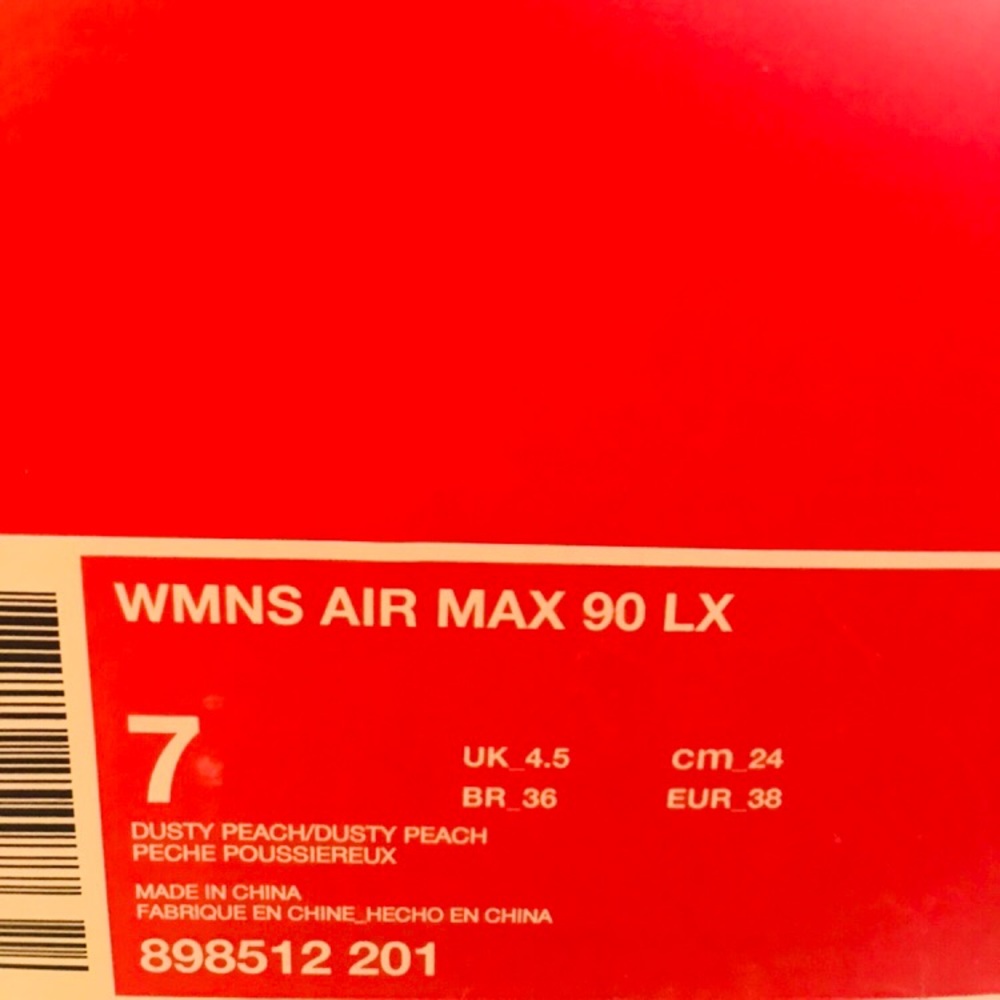 WMNS AIR MAX 90 LX
7
UK_4.5 cm_24
BR_36 EUR_38
DUSTY PEACH/DUSTY PEACH
PECHE POUSSIEREUX
MADE IN CHINA
FABRIQUE EN CHINE_HECHO EN CHINA
898512 201